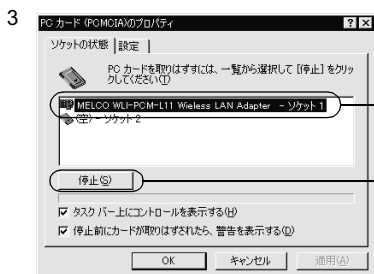 3
PC カード (PCMCIA)のプロパティ
ソケットの状態 設定
PC カードを取りはずすには、一覧から選択して [停止] をクリッ
クしてください(T)
MELCO WLI-PCM-L11 Wieless LAN Adapter - ソケット 1
(空) - ソケット 2
停止(S)
タスク バー上にコントロールを表示する(H)
停止前にカードが取りはずされたら、警告を表示する(D)
OK キャンセル 適用(A)